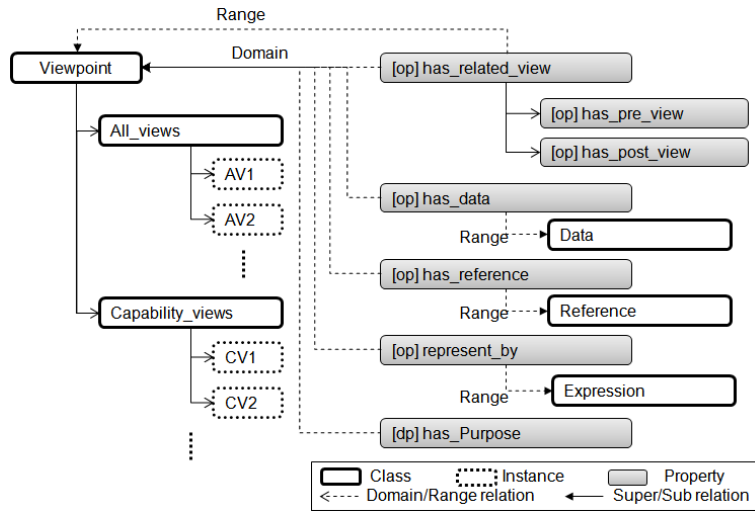 Range
Viewpoint
Domain
[op] has_related_view
[op] has_pre_view
All_views
[op] has_post_view
AV1
[op] has_data
AV2
Range
Data
[op] has_reference
Capability_views
Range
Reference
CV1
[op] represent_by
CV2
Range
Expression
[dp] has_Purpose
Class
Instance
Property
Domain/Range relation
Super/Sub relation